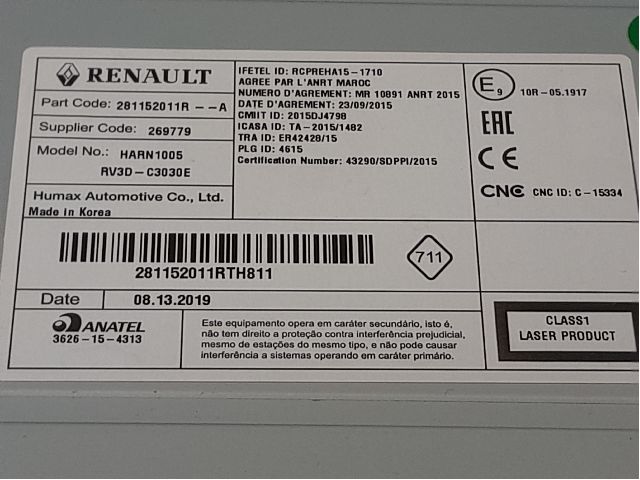 RENAULT
Part Code: 281152011R --A
Supplier Code: 269779
Model No.: HARN1005
RV3D-C3030E
Humax Automotive Co., Ltd.
Made in Korea
IFETEL ID: RCPREHA15-1710
AGREE PAR L'ANRT MAROC
NUMERO D'AGREMENT: MR 10891 ANRT 2015
DATE D'AGREMENT: 23/09/2015
CMIIT ID: 2015DJ4798
ICASA ID: TA-2015/1482
TRA ID: ER42428/15
PLG ID: 4615
Certification Number: 43290/SDPPI/2015
E9 10R-05.1917
EAC
CE
CNC CNC ID: C-15334
281152011RTH811
711
Date 08.13.2019
ANATEL
3626-15-4313
Este equipamento opera em caráter secundário, isto é,
não tem direito a proteção contra interferência prejudicial,
mesmo de estações do mesmo tipo, e não pode causar
interferência a sistemas operando em caráter primário.
CLASS1
LASER PRODUCT